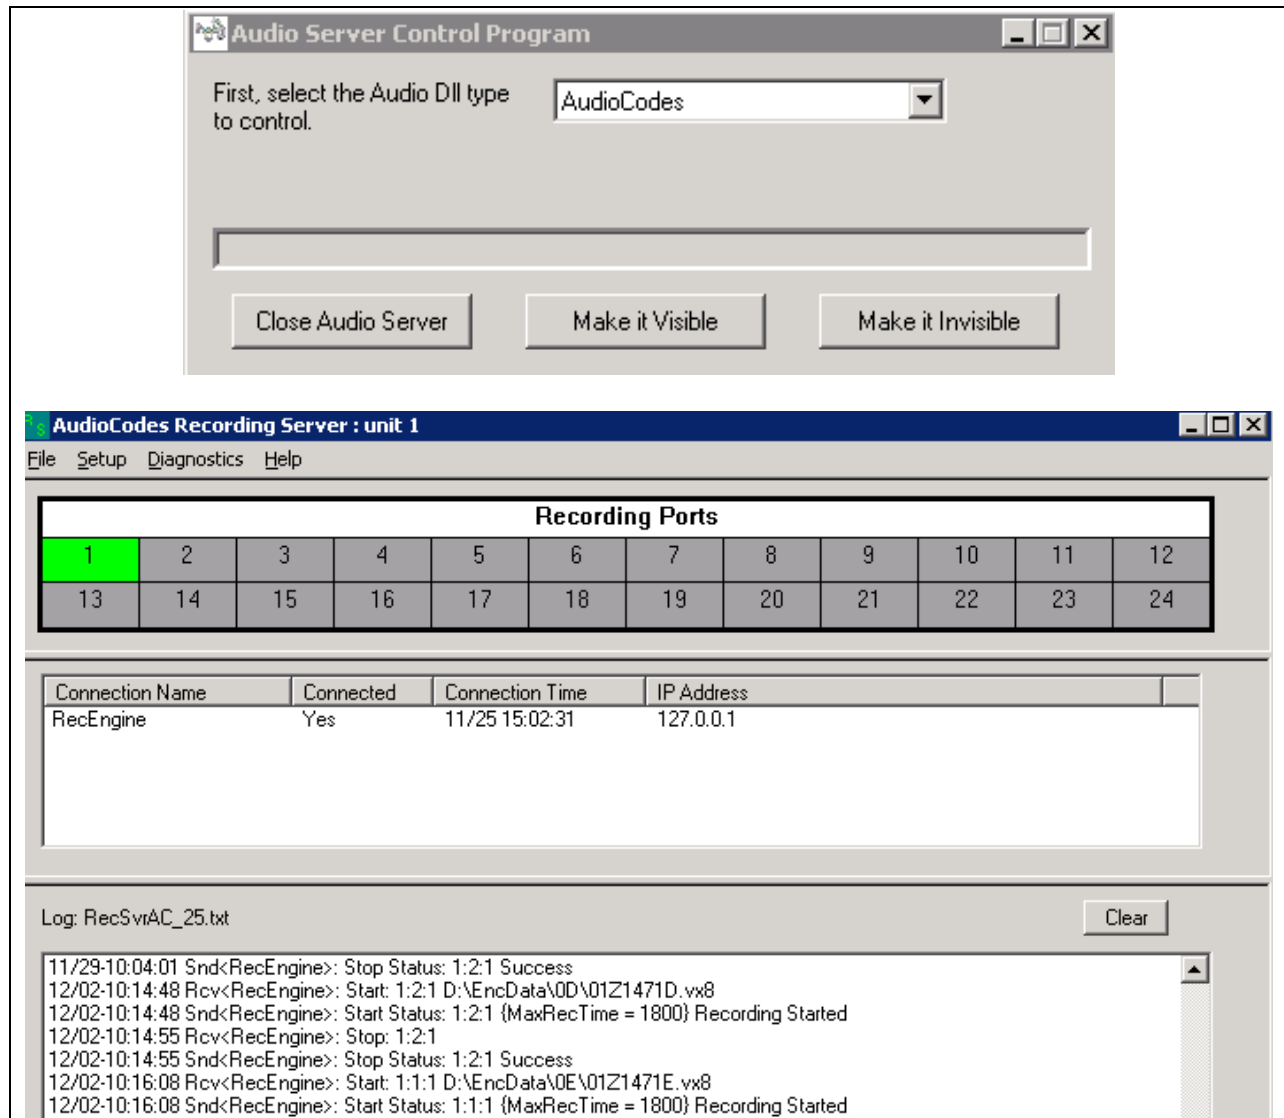 Audio Server Control Program
First, select the Audio Dll type
to control.
AudioCodes
Close Audio Server
Make it Visible
Make it Invisible
AudioCodes Recording Server : unit 1
File Setup Diagnostics Help
Recording Ports
1 2 3 4 5 6 7 8 9 10 11 12
13 14 15 16 17 18 19 20 21 22 23 24
Connection Name Connected Connection Time IP Address
RecEngine Yes 11/25 15:02:31 127.0.0.1
Log: RecSvrAC_25.txt
Clear
11/29-10:04:01 Snd<RecEngine>: Stop Status: 1:2:1 Success
12/02-10:14:48 Rcv<RecEngine>: Start: 1:2:1 D:\EncData\0D\01Z1471D.vx8
12/02-10:14:48 Snd<RecEngine>: Start Status: 1:2:1 {MaxRecTime = 1800} Recording Started
12/02-10:14:55 Rcv<RecEngine>: Stop: 1:2:1
12/02-10:14:55 Snd<RecEngine>: Stop Status: 1:2:1 Success
12/02-10:16:08 Rcv<RecEngine>: Start: 1:1:1 D:\EncData\0E\01Z1471E.vx8
12/02-10:16:08 Snd<RecEngine>: Start Status: 1:1:1 {MaxRecTime = 1800} Recording Started